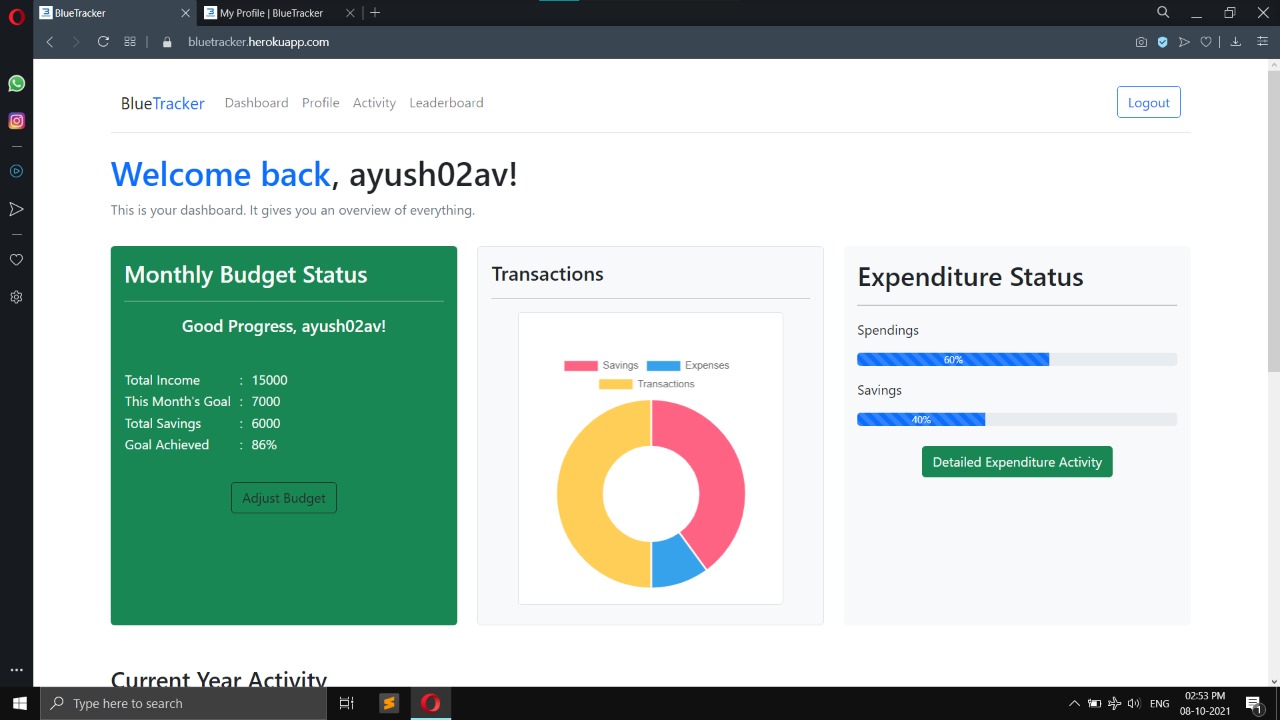 BlueTracker
My Profile | BlueTracker
bluetracker.herokuapp.com
BlueTracker Dashboard Profile Activity Leaderboard Logout
Welcome back, ayush02av!
This is your dashboard. It gives you an overview of everything.
Monthly Budget Status
Good Progress, ayush02av!
Total Income : 15000
This Month's Goal : 7000
Total Savings : 6000
Goal Achieved : 86%
Adjust Budget
Transactions
Savings Expenses
Transactions
Expenditure Status
Spendings
60%
Savings
40%
Detailed Expenditure Activity
Current Year Activity
Type here to search
ENG
02:53 PM
08-10-2021
1